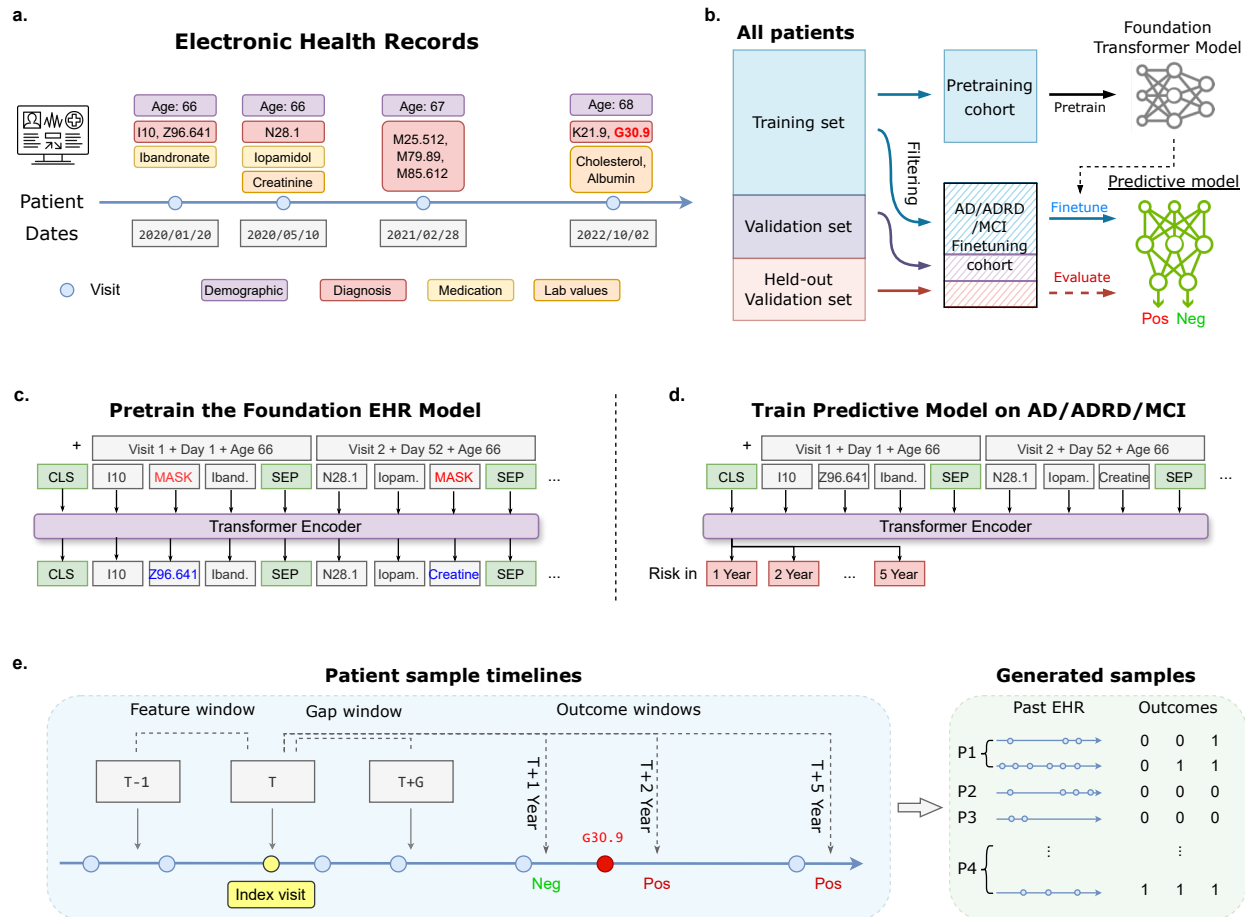 a.
Electronic Health Records
Age: 66
Age: 66
Age: 67
Age: 68
I10, Z96.641
N28.1
M25.512,
M79.89,
M85.612
K21.9, G30.9
Ibandronate
Iopamidol
Creatinine
Cholesterol,
Albumin
Patient
Dates
2020/01/20
2020/05/10
2021/02/28
2022/10/02
Visit
Demographic
Diagnosis
Medication
Lab values
b.
All patients
Training set
Validation set
Held-out
Validation set
Filtering
Pretraining
cohort
AD/ADRD
/MCI
Finetuning
cohort
Pretrain
Foundation
Transformer Model
Predictive model
Finetune
Evaluate
Pos Neg
c.
Pretrain the Foundation EHR Model
+ Visit 1 + Day 1 + Age 66 Visit 2 + Day 52 + Age 66
CLS I10 MASK Iband. SEP N28.1 Iopam. MASK SEP ...
Transformer Encoder
CLS I10 Z96.641 Iband. SEP N28.1 Iopam. Creatine SEP ...
d.
Train Predictive Model on AD/ADRD/MCI
+ Visit 1 + Day 1 + Age 66 Visit 2 + Day 52 + Age 66
CLS I10 Z96.641 Iband. SEP N28.1 Iopam. Creatine SEP ...
Transformer Encoder
Risk in 1 Year 2 Year ... 5 Year
e.
Patient sample timelines
Feature window
Gap window
Outcome windows
T-1
T
T+G
T+1 Year
T+2 Year
T+5 Year
G30.9
Index visit
Neg
Pos
Pos
Generated samples
Past EHR Outcomes
P1
0 0 1
0 1 1
P2 0 0 0
P3 0 0 0
⋮ ⋮
P4
1 1 1